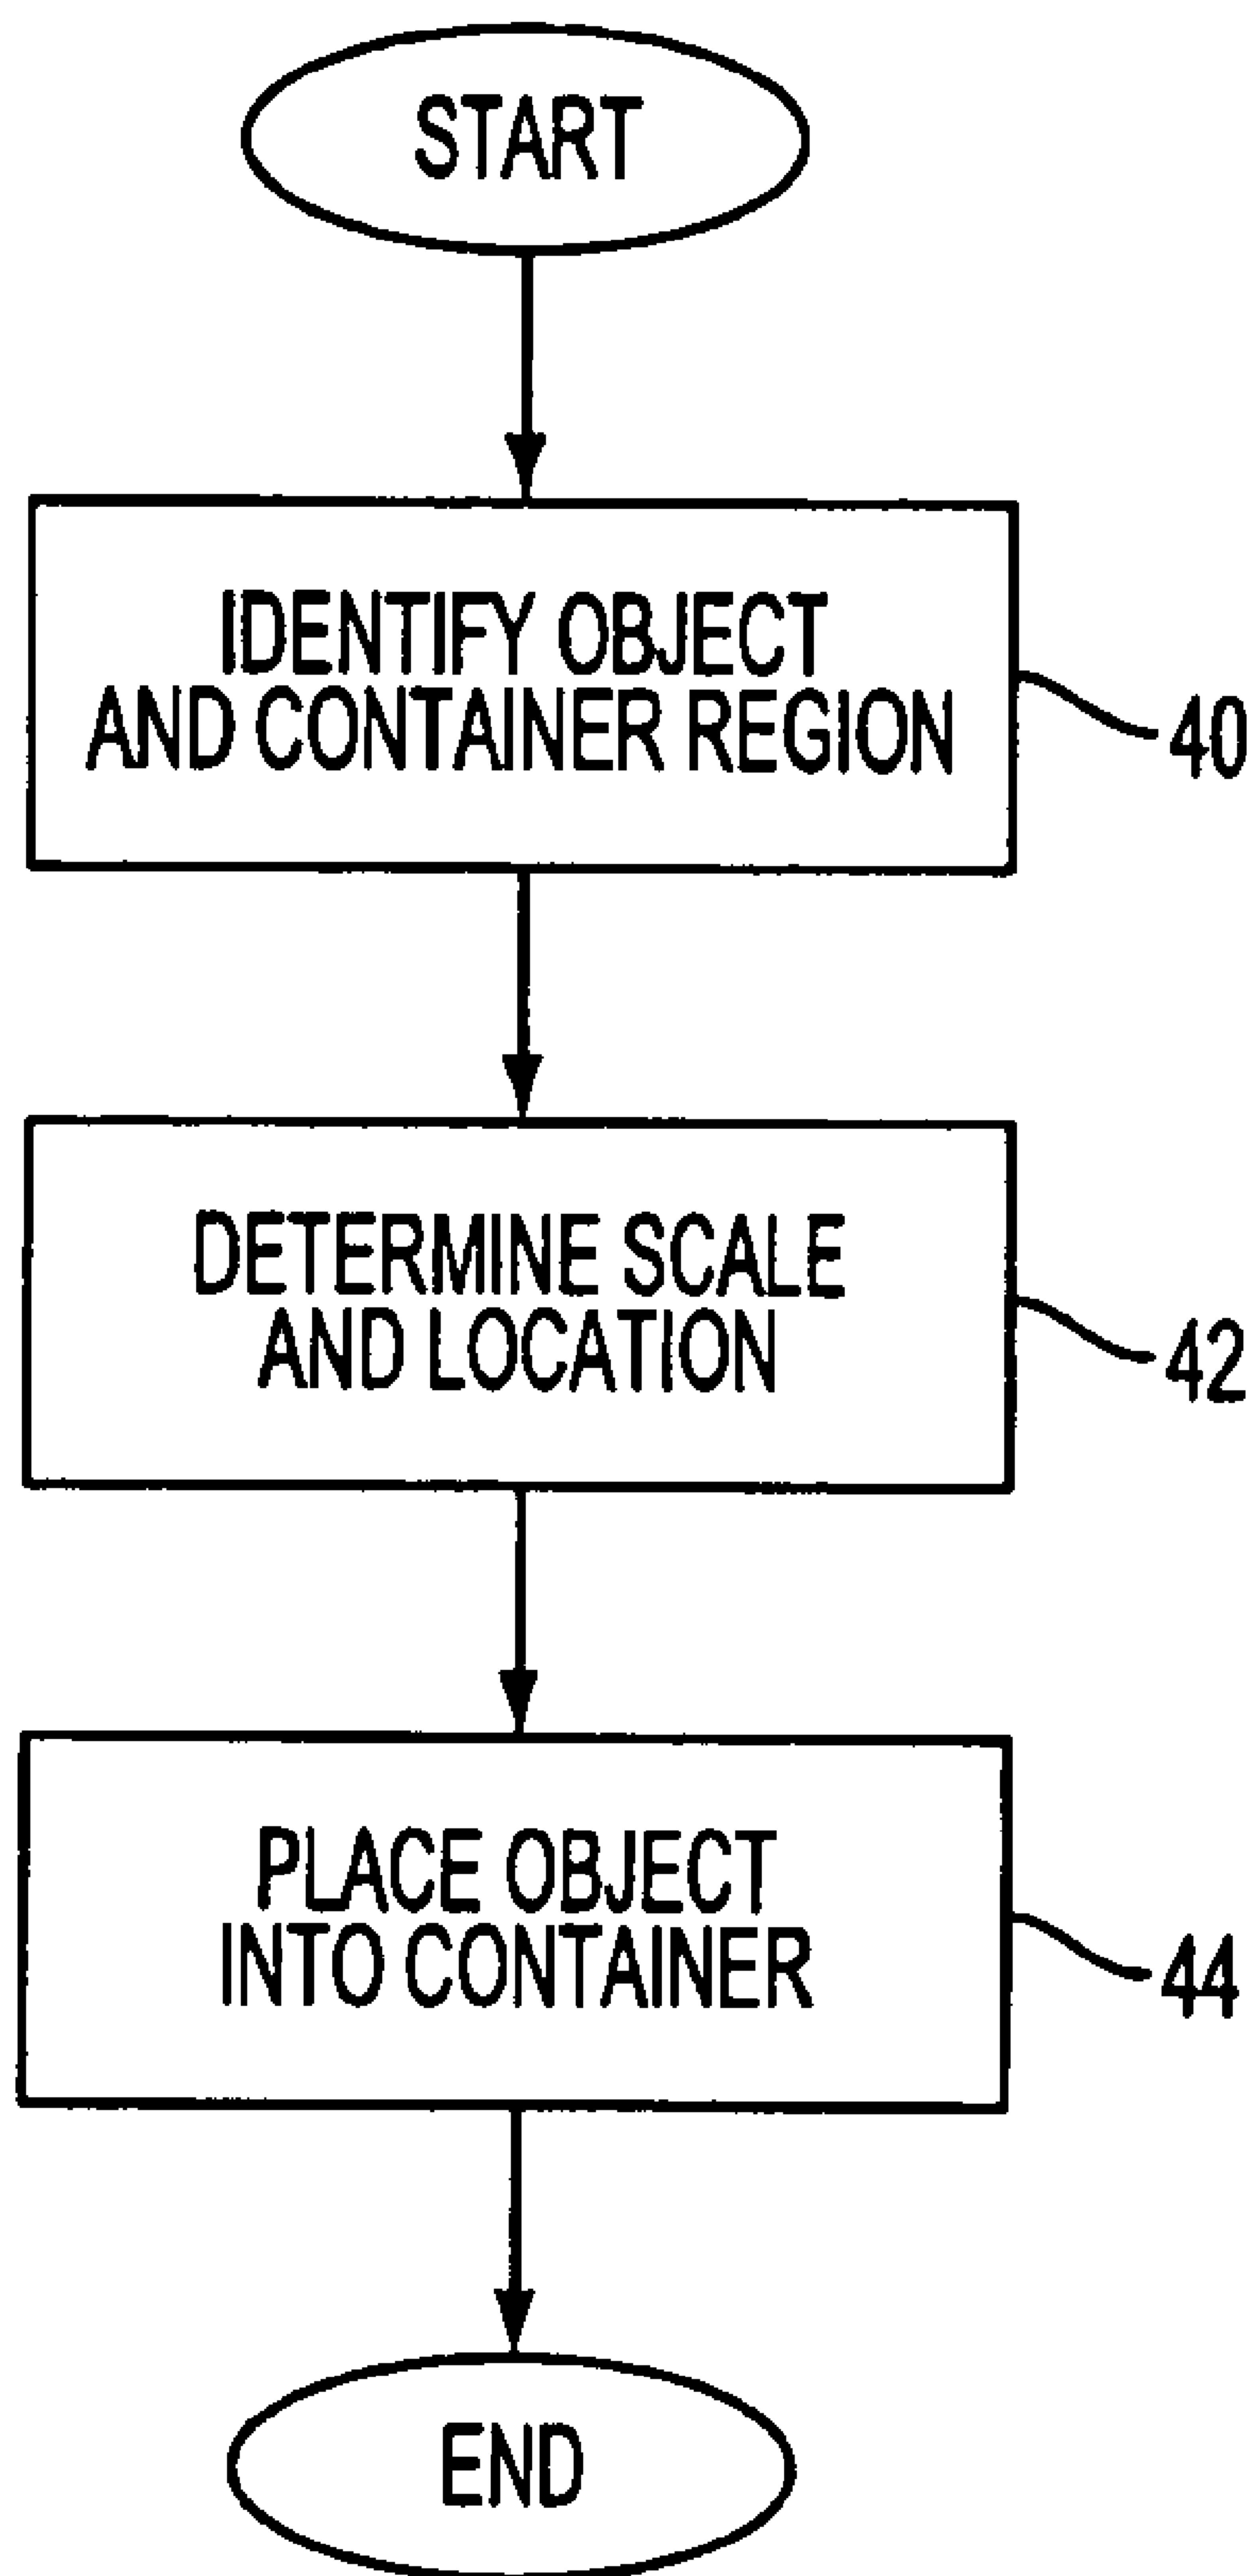 START
IDENTIFY OBJECT
AND CONTAINER REGION
40
DETERMINE SCALE
AND LOCATION
42
PLACE OBJECT
INTO CONTAINER
44
END